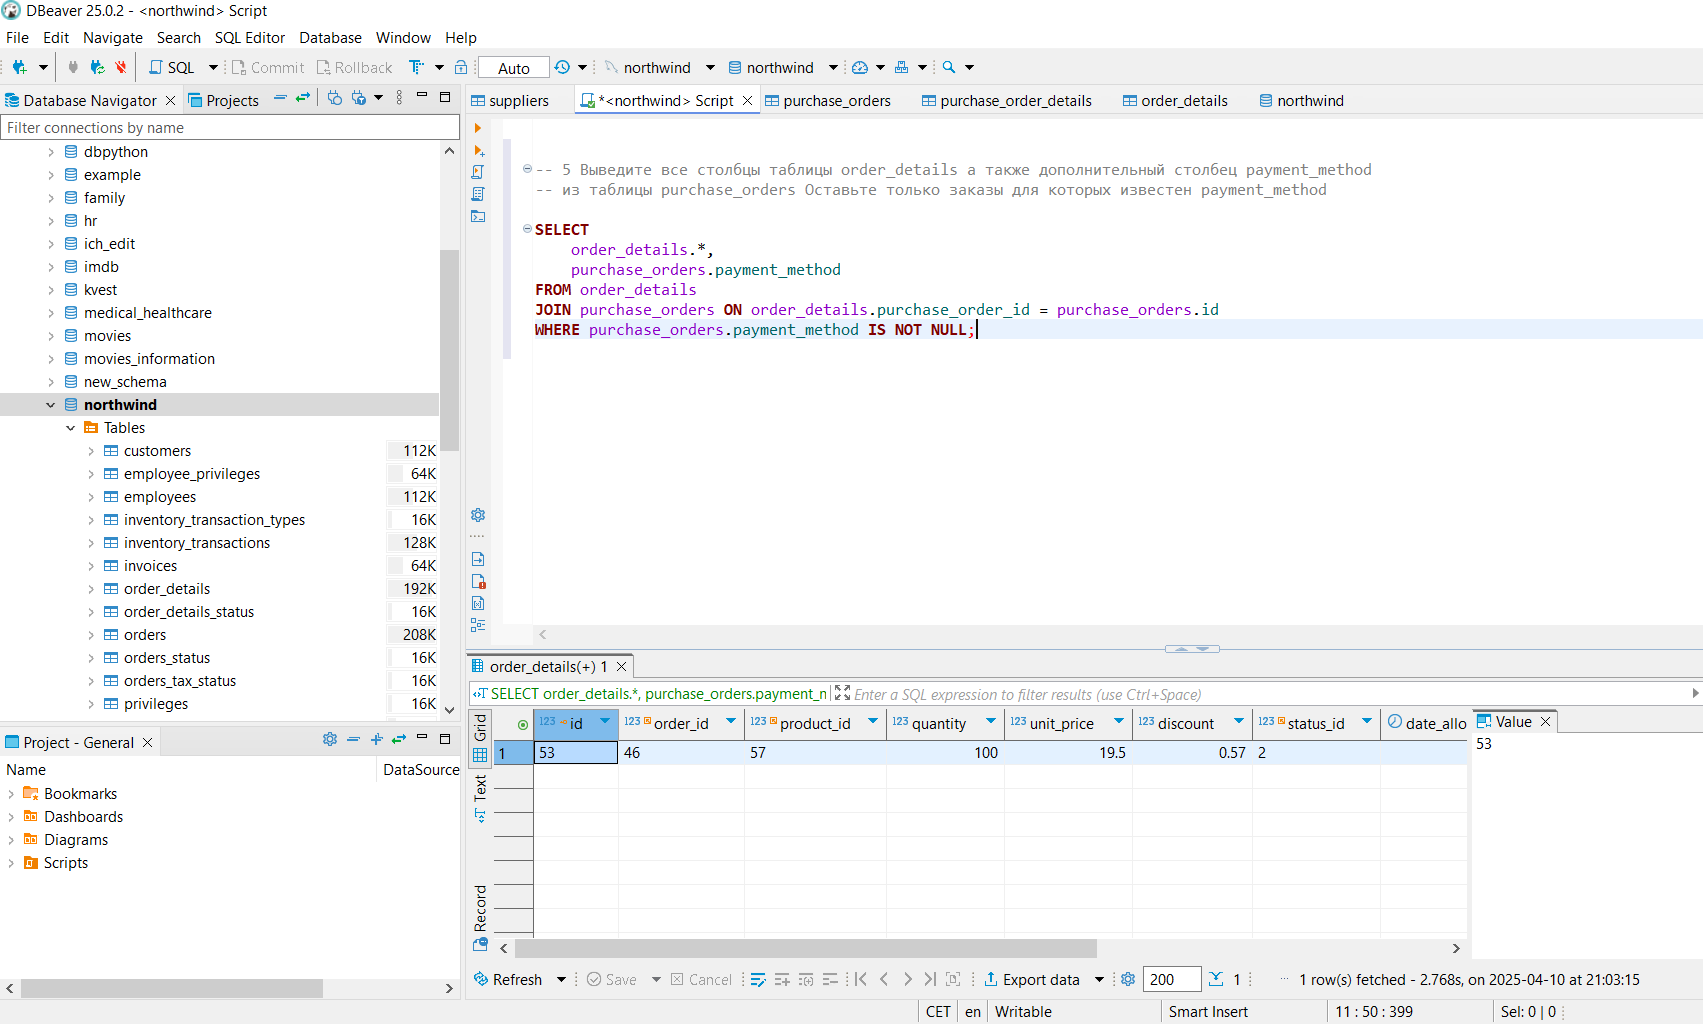 DBeaver 25.0.2 - <northwind> Script
File Edit Navigate Search SQL Editor Database Window Help
SQL Commit Rollback Auto northwind northwind
Database Navigator Projects
Filter connections by name
dbpython
example
family
hr
ich_edit
imdb
kvest
medical_healthcare
movies
movies_information
new_schema
northwind
Tables
customers 112K
employee_privileges 64K
employees 112K
inventory_transaction_types 16K
inventory_transactions 128K
invoices 64K
order_details 192K
order_details_status 16K
orders 208K
orders_status 16K
orders_tax_status 16K
privileges 16K
Project - General
Name DataSource
Bookmarks
Dashboards
Diagrams
Scripts
suppliers *<northwind> Script purchase_orders purchase_order_details order_details northwind
-- 5 Выведите все столбцы таблицы order_details а также дополнительный столбец payment_method
-- из таблицы purchase_orders Оставьте только заказы для которых известен payment_method
SELECT
order_details.*,
purchase_orders.payment_method
FROM order_details
JOIN purchase_orders ON order_details.purchase_order_id = purchase_orders.id
WHERE purchase_orders.payment_method IS NOT NULL;
order_details(+) 1
SELECT order_details.*, purchase_orders.payment_m Enter a SQL expression to filter results (use Ctrl+Space)
Grid
Text
Record
123 id 123 order_id 123 product_id 123 quantity 123 unit_price 123 discount 123 status_id date_allo
1 53 46 57 100 19.5 0.57 2
Value
53
Refresh Save Cancel Export data 200 1 1 row(s) fetched - 2.768s, on 2025-04-10 at 21:03:15
CET en Writable Smart Insert 11 : 50 : 399 Sel: 0 | 0